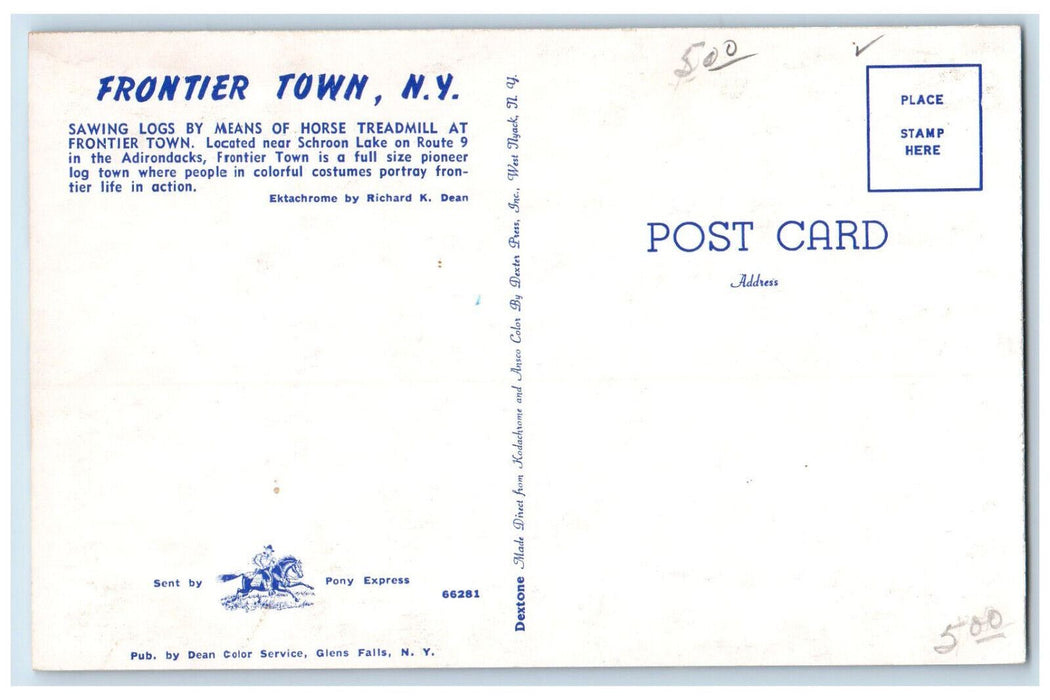 FRONTIER TOWN, N.Y.
SAWING LOGS BY MEANS OF HORSE TREADMILL AT
FRONTIER TOWN. Located near Schroon Lake on Route 9
in the Adirondacks, Frontier Town is a full size pioneer
log town where people in colorful costumes portray fron-
tier life in action.
Ektachrome by Richard K. Dean
Sent by Pony Express
66281
Pub. by Dean Color Service, Glens Falls, N. Y.
Dextone Made Direct from Kodachrome and Ansco Color By Dexter Press, Inc., West Nyack, N. Y.
5 00 ✓
PLACE
STAMP
HERE
POST CARD
Address
5 00